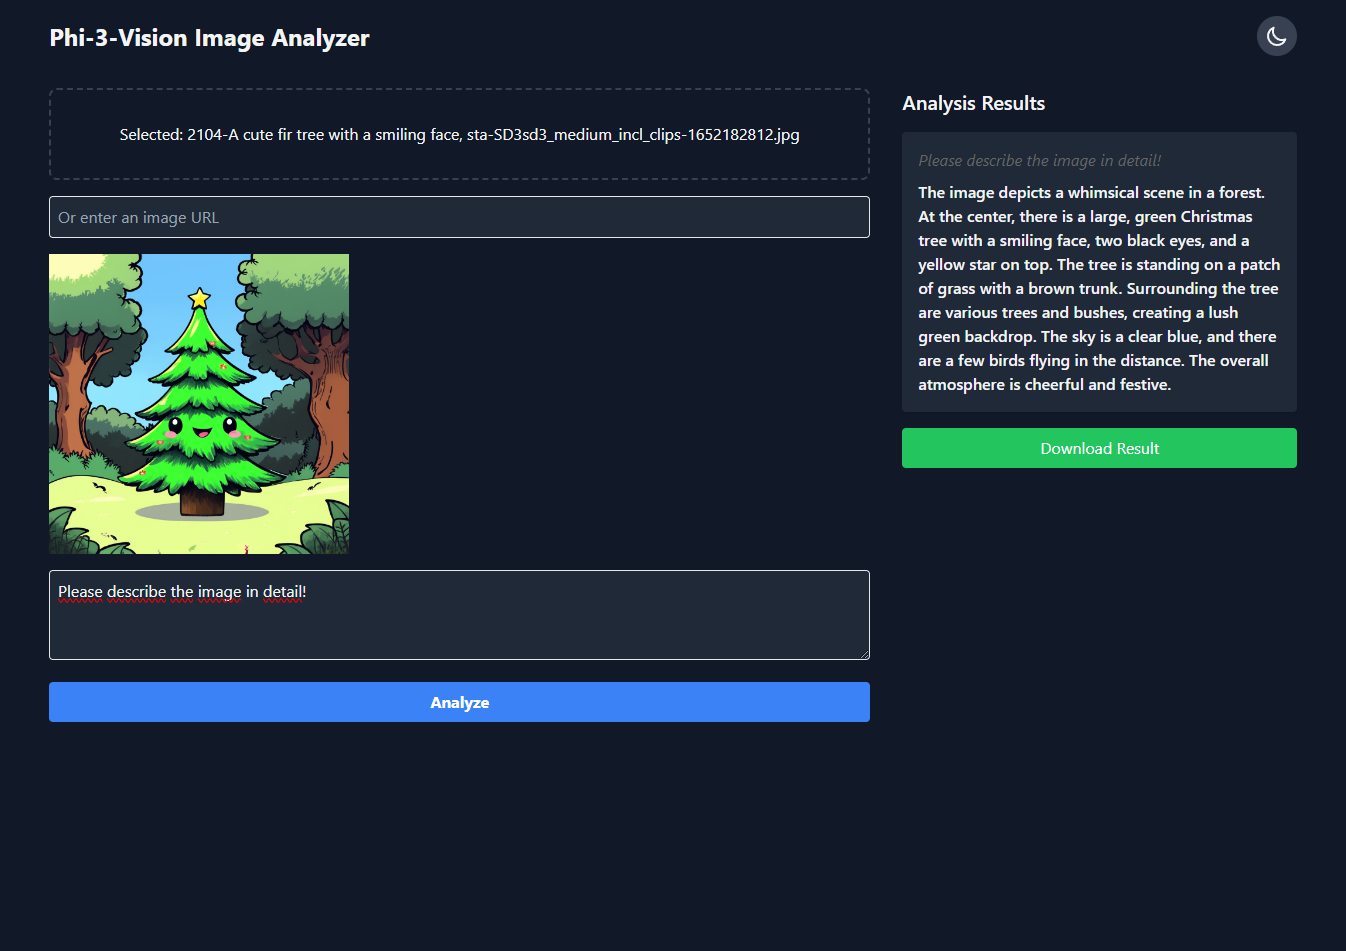 Phi-3-Vision Image Analyzer
Selected: 2104-A cute fir tree with a smiling face, sta-SD3sd3_medium_incl_clips-1652182812.jpg
Or enter an image URL
Please describe the image in detail!
Analyze
Analysis Results
Please describe the image in detail!
The image depicts a whimsical scene in a forest.
At the center, there is a large, green Christmas
tree with a smiling face, two black eyes, and a
yellow star on top. The tree is standing on a patch
of grass with a brown trunk. Surrounding the tree
are various trees and bushes, creating a lush
green backdrop. The sky is a clear blue, and there
are a few birds flying in the distance. The overall
atmosphere is cheerful and festive.
Download Result